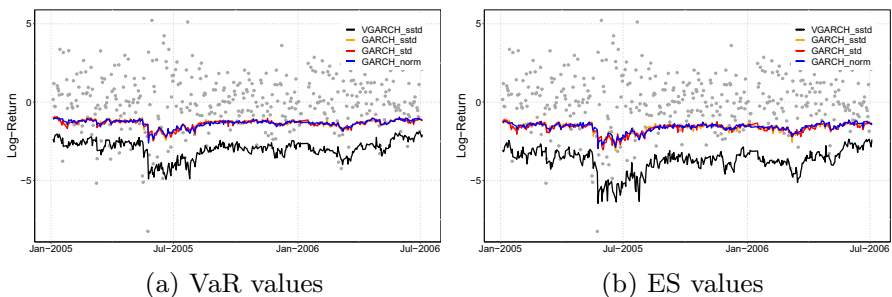 5
0
−5
Log−Return
VGARCH_sstd
GARCH_sstd
GARCH_std
GARCH_norm
Jan−2005
Jul−2005
Jan−2006
Jul−2006
(a) VaR values
5
0
−5
Log−Return
VGARCH_sstd
GARCH_sstd
GARCH_std
GARCH_norm
Jan−2005
Jul−2005
Jan−2006
Jul−2006
(b) ES values